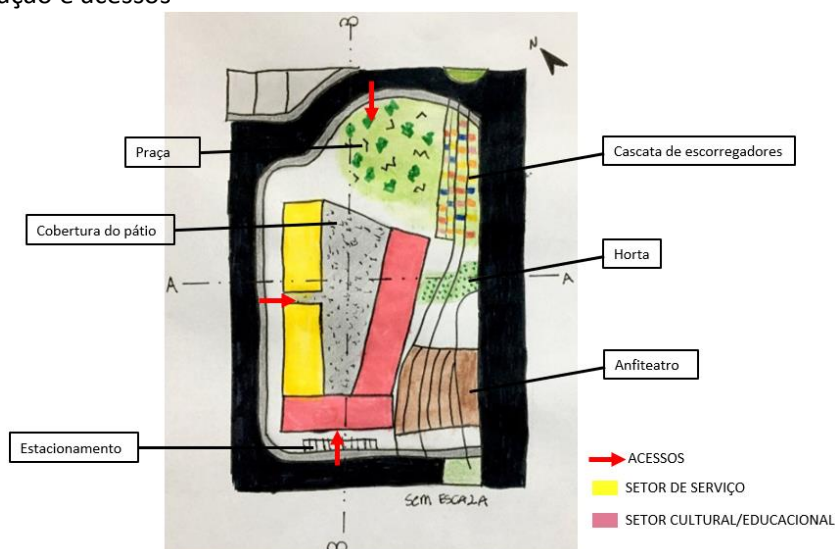 ação e acessos
B
N
Praça
Cascata de escorregadores
Cobertura do pátio
Horta
A
A
Anfiteatro
Estacionamento
ACESSOS
SETOR DE SERVIÇO
SEM ESCALA
SETOR CULTURAL/EDUCACIONAL
B